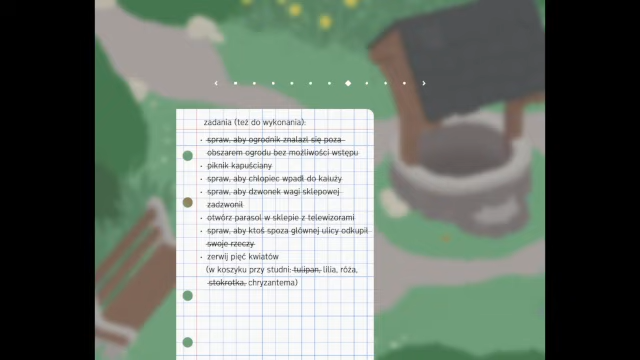 zadania (też do wykonania):
• spraw, aby ogrodnik znalazł się poza
obszarem ogrodu bez możliwości wstępu
• piknik kapuściany
• spraw, aby chłopiec wpadł do kałuży
• spraw, aby dzwonek wagi sklepowej
zadzwonił
• otwórz parasol w sklepie z telewizorami
• spraw, aby ktoś spoza głównej ulicy odkupił
swoje rzeczy
• zerwij pięć kwiatów
(w koszyku przy studni: tulipan, lilia, róża,
stokrotka, chryzantema)